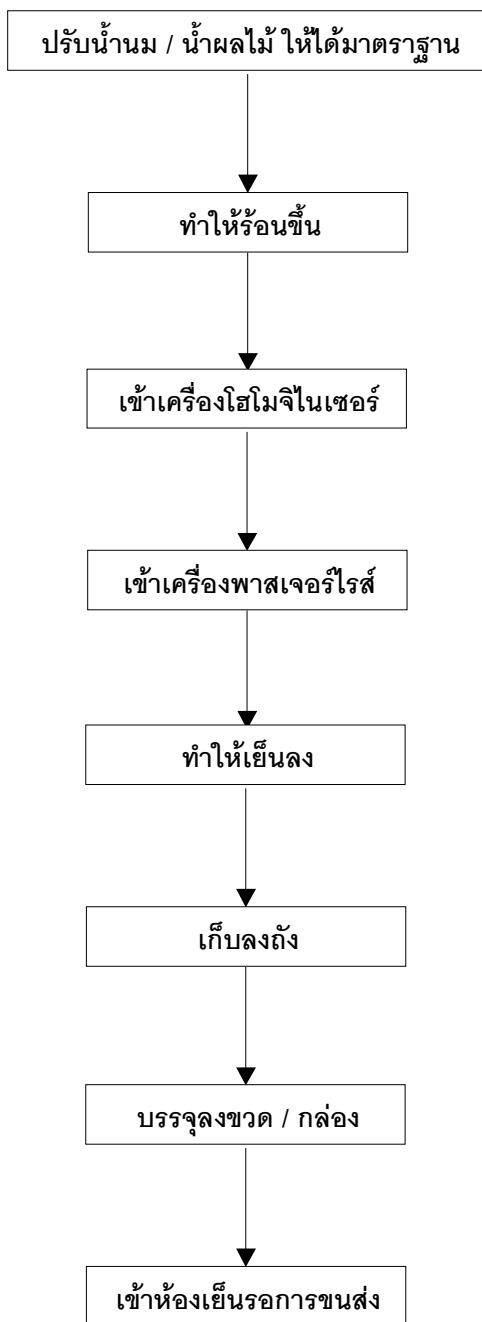 ปรับน้ำนม / น้ำผลไม้ ให้ได้มาตราฐาน
ทำให้ร้อนขึ้น
เข้าเครื่องโฮโมจิไนเซอร์
เข้าเครื่องพาสเจอร์ไรส์
ทำให้เย็นลง
เก็บลงถัง
บรรจุลงขวด / กล่อง
เข้าห้องเย็นรอการขนส่ง